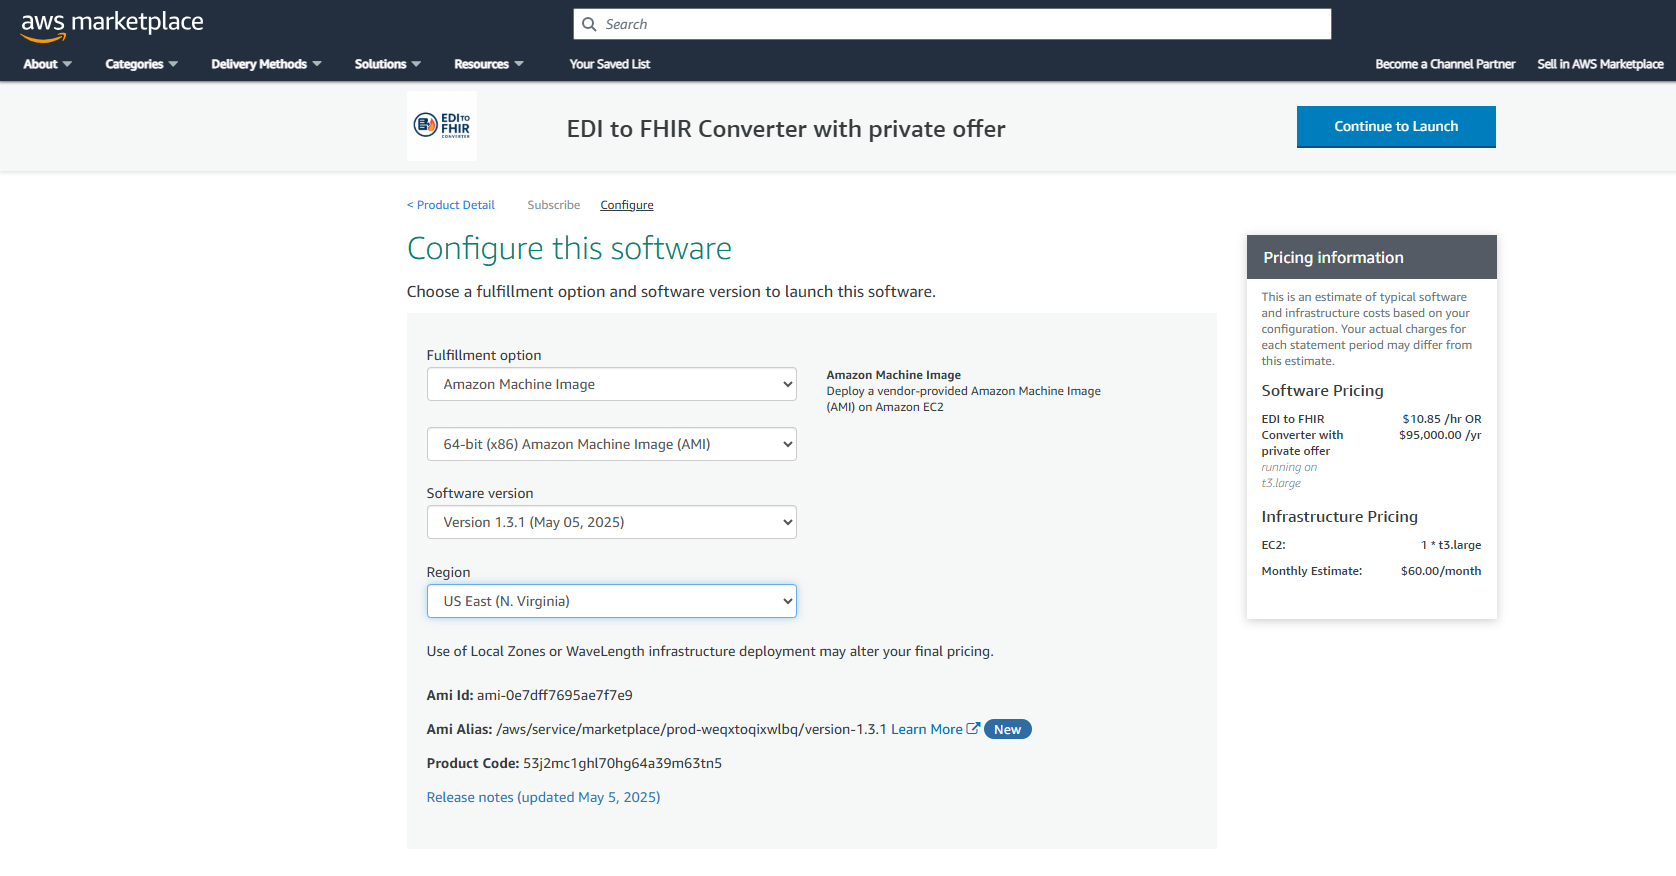 aws marketplace
Search
About
Categories
Delivery Methods
Solutions
Resources
Your Saved List
Become a Channel Partner
Sell in AWS Marketplace
EDI TO
FHIR
CONVERTER
EDI to FHIR Converter with private offer
Continue to Launch
< Product Detail
Subscribe
Configure
Configure this software
Choose a fulfillment option and software version to launch this software.
Fulfillment option
Amazon Machine Image
Amazon Machine Image
Deploy a vendor-provided Amazon Machine Image
(AMI) on Amazon EC2
64-bit (x86) Amazon Machine Image (AMI)
Software version
Version 1.3.1 (May 05, 2025)
Region
US East (N. Virginia)
Use of Local Zones or WaveLength infrastructure deployment may alter your final pricing.
Ami Id: ami-0e7dff7695ae7f7e9
Ami Alias: /aws/service/marketplace/prod-weqxtoqixwlbq/version-1.3.1 Learn More New
Product Code: 53j2mc1ghl70hg64a39m63tn5
Release notes (updated May 5, 2025)
Pricing information
This is an estimate of typical software
and infrastructure costs based on your
configuration. Your actual charges for
each statement period may differ from
this estimate.
Software Pricing
EDI to FHIR $10.85 /hr OR
Converter with $95,000.00 /yr
private offer
running on
t3.large
Infrastructure Pricing
EC2: 1 * t3.large
Monthly Estimate: $60.00/month